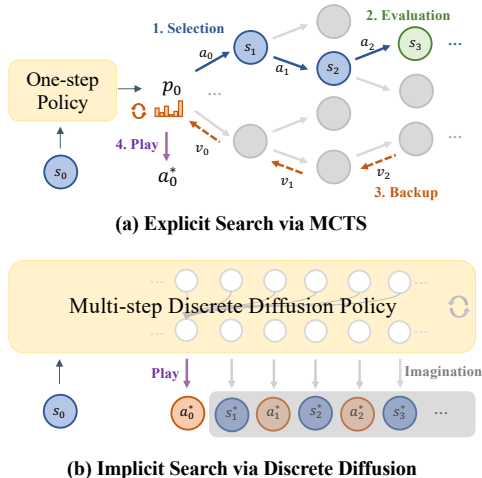 1. Selection
2. Evaluation
a₀
s₁
a₁
s₂
a₂
s₃
...
One-step
Policy
p₀
...
4. Play
v₀
v₁
v₂
...
s₀
a₀*
3. Backup
(a) Explicit Search via MCTS
...
...
Multi-step Discrete Diffusion Policy
...
...
Play
Imagination
s₀
a₀*
s₁*
a₁*
s₂*
a₂*
s₃*
...
(b) Implicit Search via Discrete Diffusion